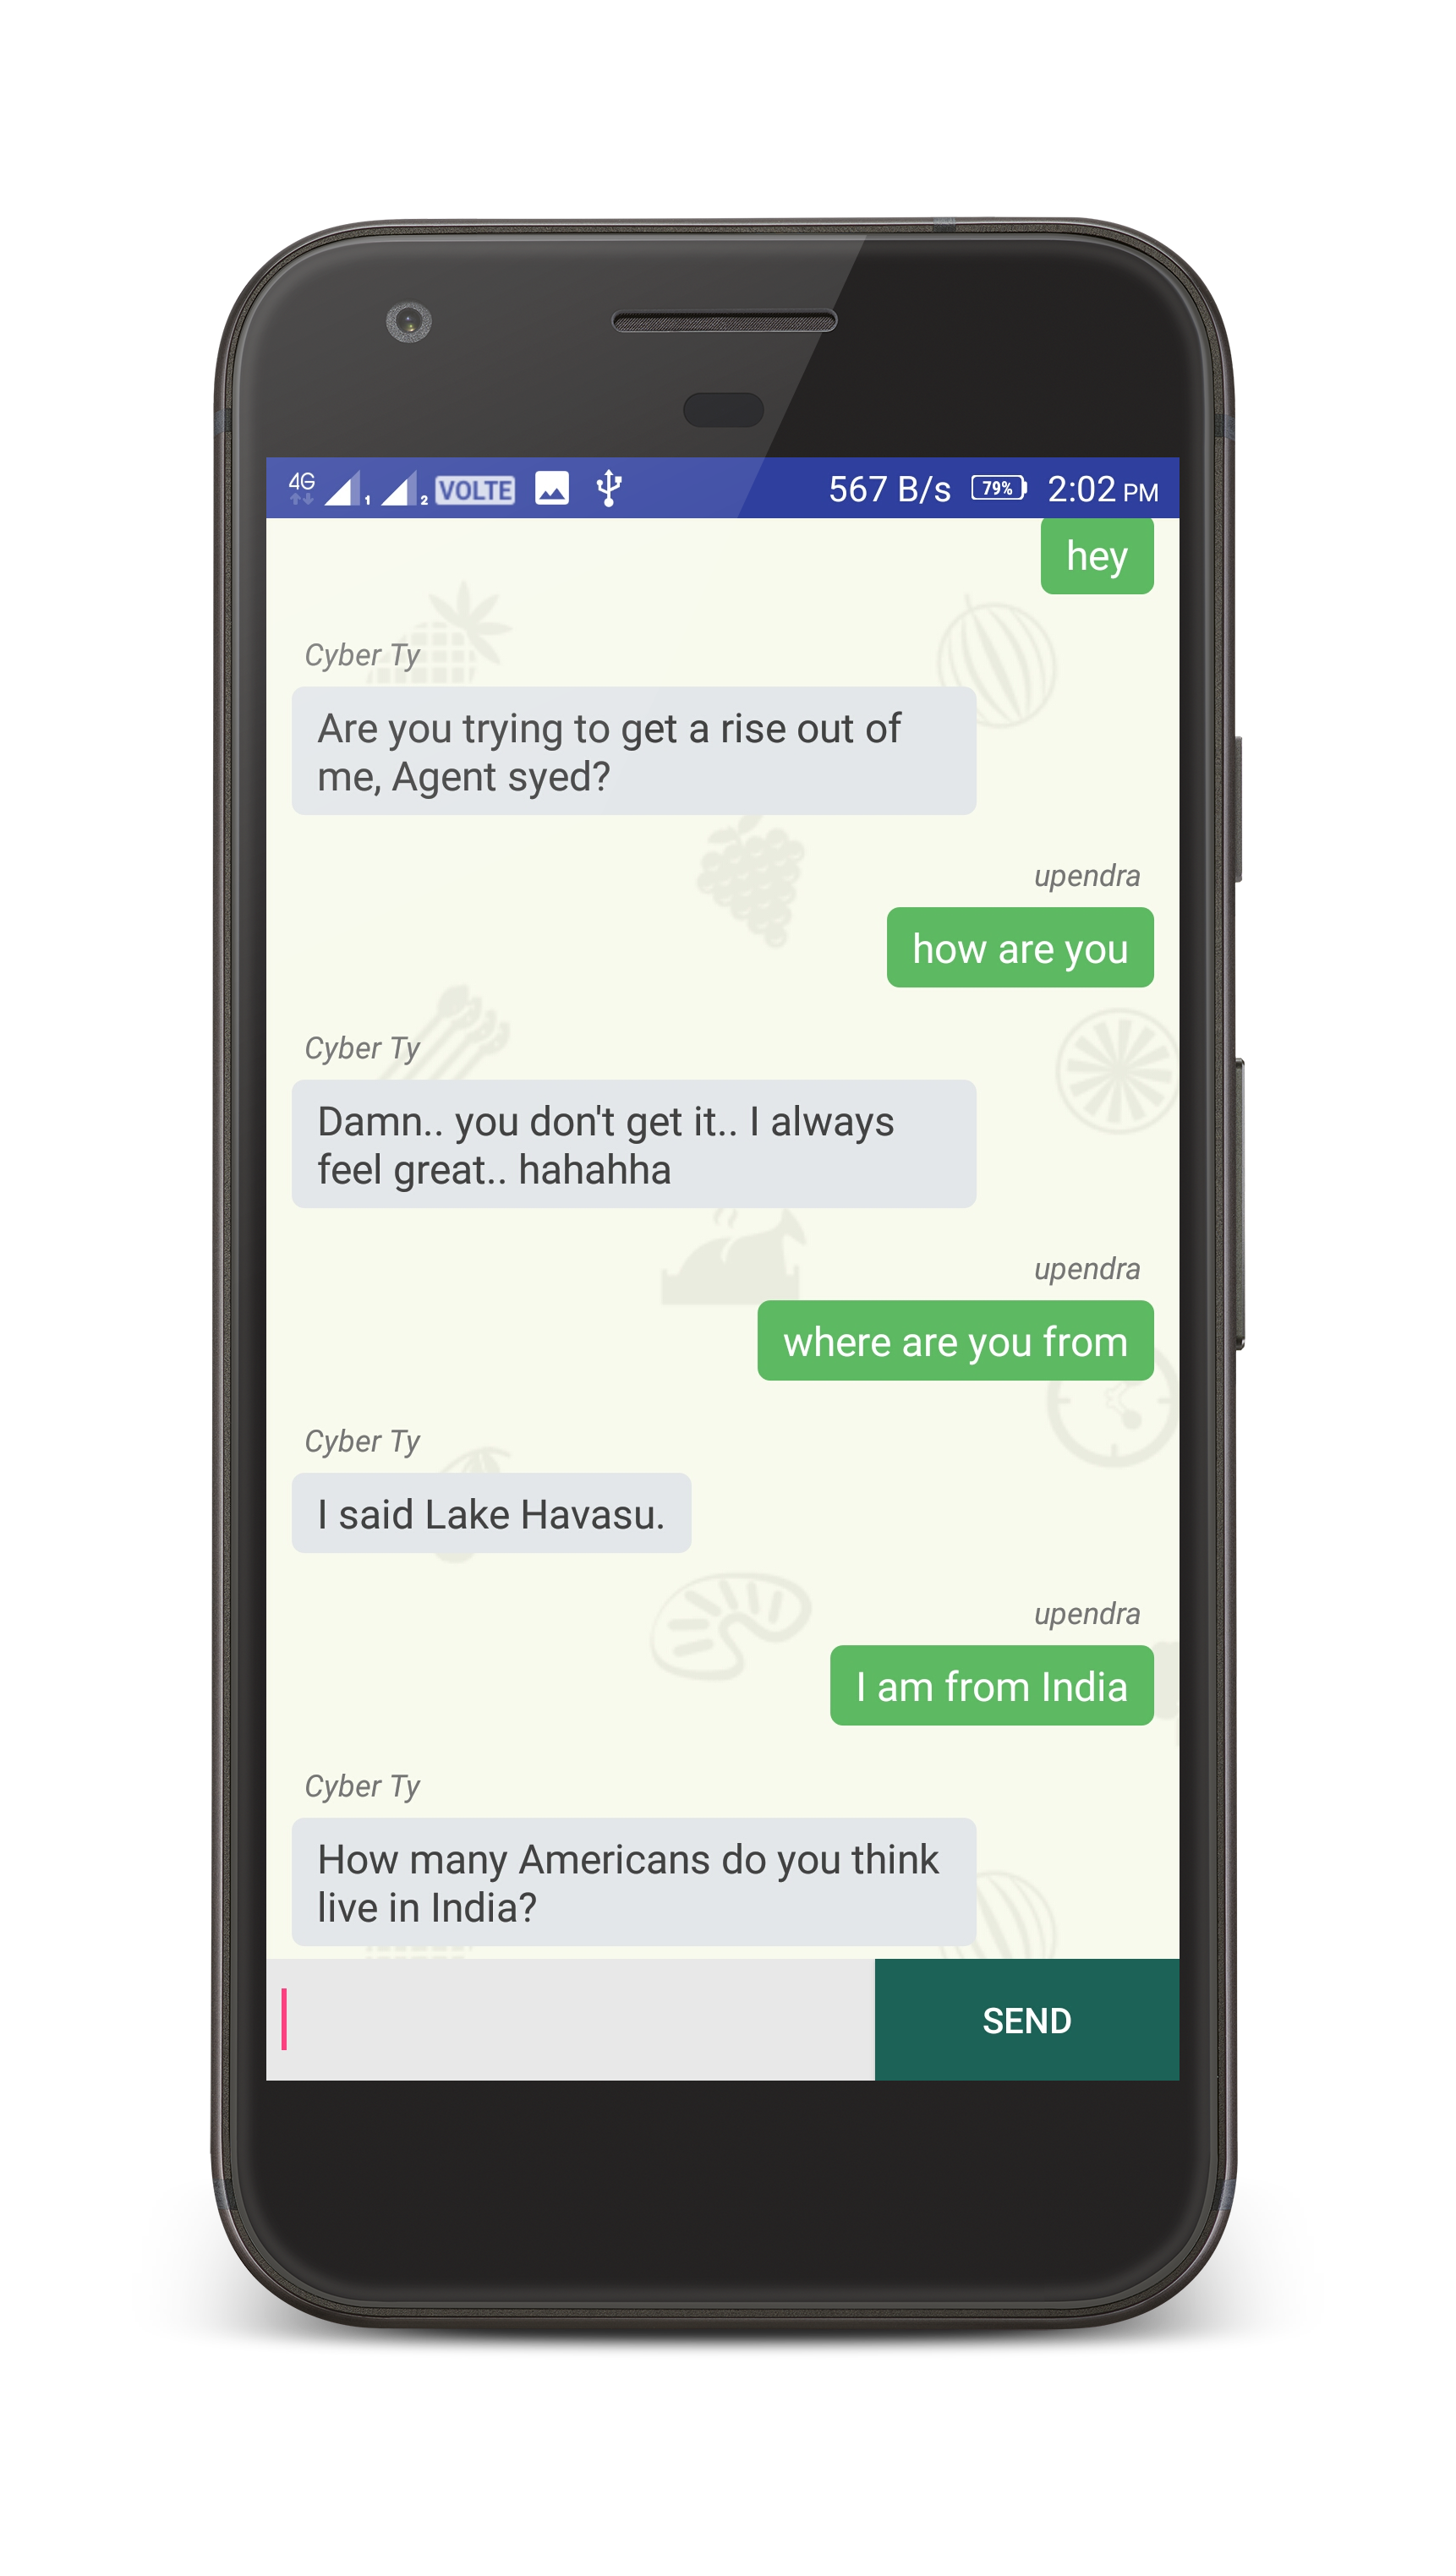 4G 1 2 VOLTE 567 B/s 79% 2:02 PM
hey
Cyber Ty
Are you trying to get a rise out of
me, Agent syed?
upendra
how are you
Cyber Ty
Damn.. you don't get it.. I always
feel great.. hahahha
upendra
where are you from
Cyber Ty
I said Lake Havasu.
upendra
I am from India
Cyber Ty
How many Americans do you think
live in India?
SEND